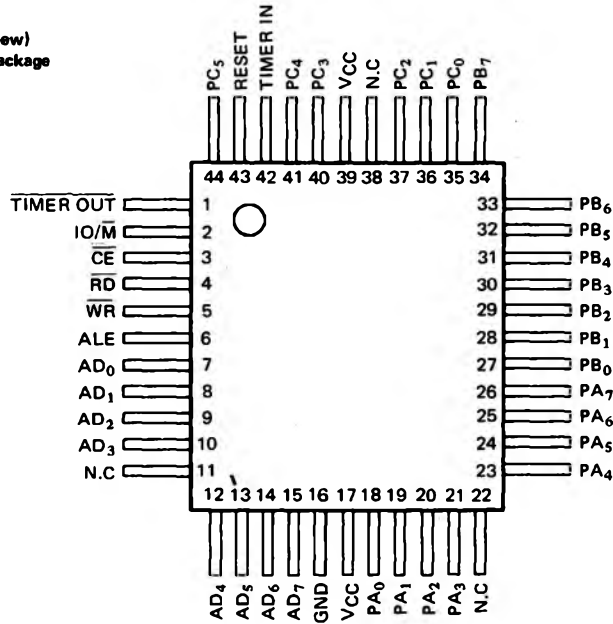 ew)
ackage
PC5 RESET TIMER IN PC4 PC3 VCC N.C PC2 PC1 PC0 PB7
44 43 42 41 40 39 38 37 36 35 34
TIMER OUT 1
IO/M 2
CE 3
RD 4
WR 5
ALE 6
AD0 7
AD1 8
AD2 9
AD3 10
N.C 11
33 PB6
32 PB5
31 PB4
30 PB3
29 PB2
28 PB1
27 PB0
26 PA7
25 PA6
24 PA5
23 PA4
12 13 14 15 16 17 18 19 20 21 22
AD4 AD5 AD6 AD7 GND VCC PA0 PA1 PA2 PA3 N.C